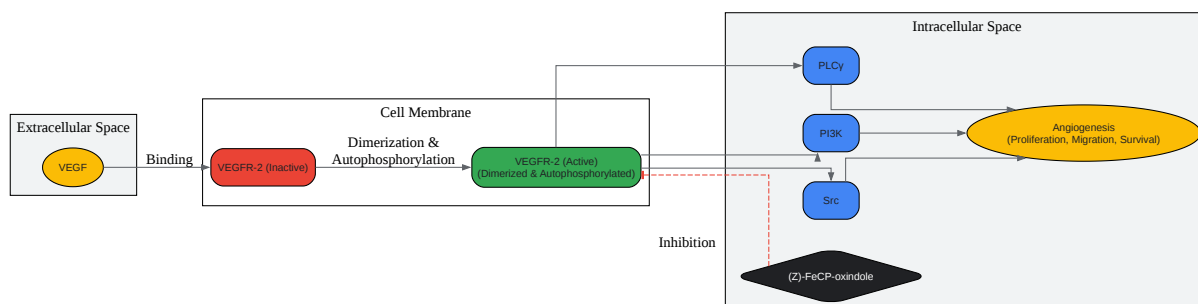 Extracellular Space
VEGF
Binding
Cell Membrane
VEGFR-2 (Inactive)
Dimerization &
Autophosphorylation
VEGFR-2 (Active)
(Dimerized & Autophosphorylated)
Inhibition
Intracellular Space
PLCγ
PI3K
Src
(Z)-FeCP-oxindole
Angiogenesis
(Proliferation, Migration, Survival)